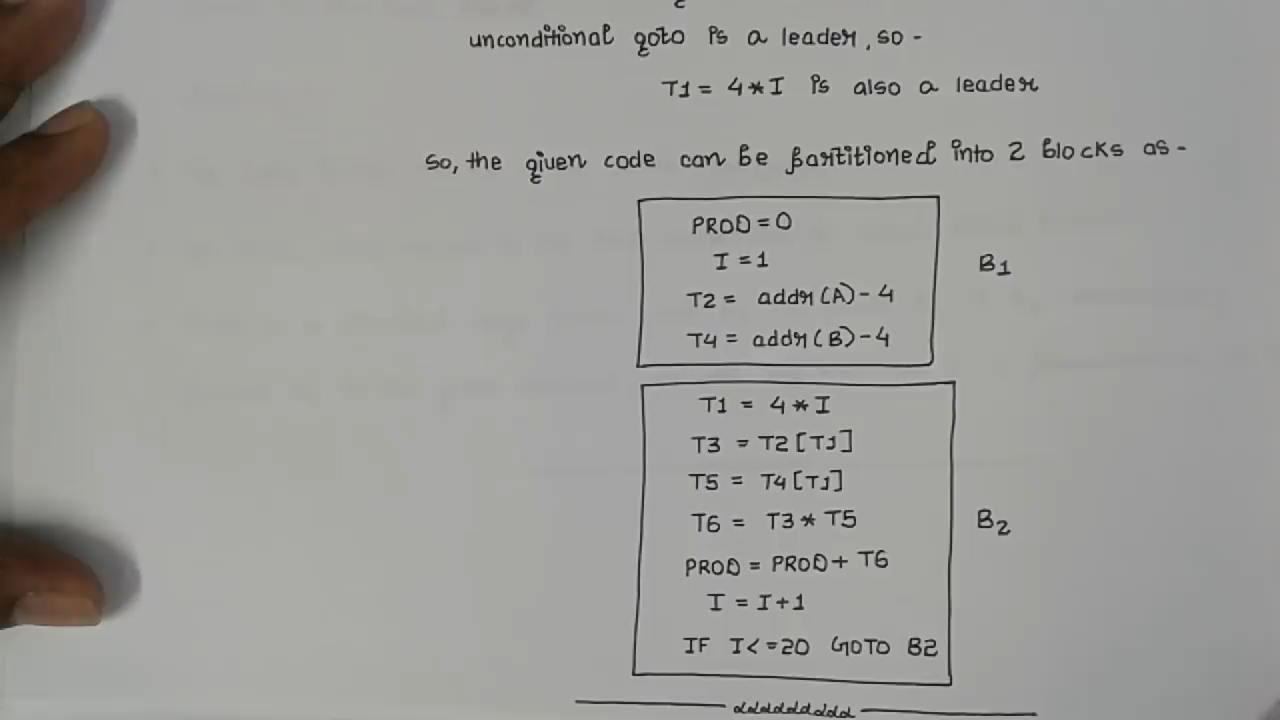 unconditional goto is a leader, so -
T1 = 4*I is also a leader
So, the given code can be partitioned into 2 blocks as -
PROD = 0
I = 1
T2 = addr(A) - 4
T4 = addr(B) - 4
B1
T1 = 4 * I
T3 = T2[T1]
T5 = T4[T1]
T6 = T3 * T5
PROD = PROD + T6
I = I + 1
IF I <= 20 GOTO B2
B2